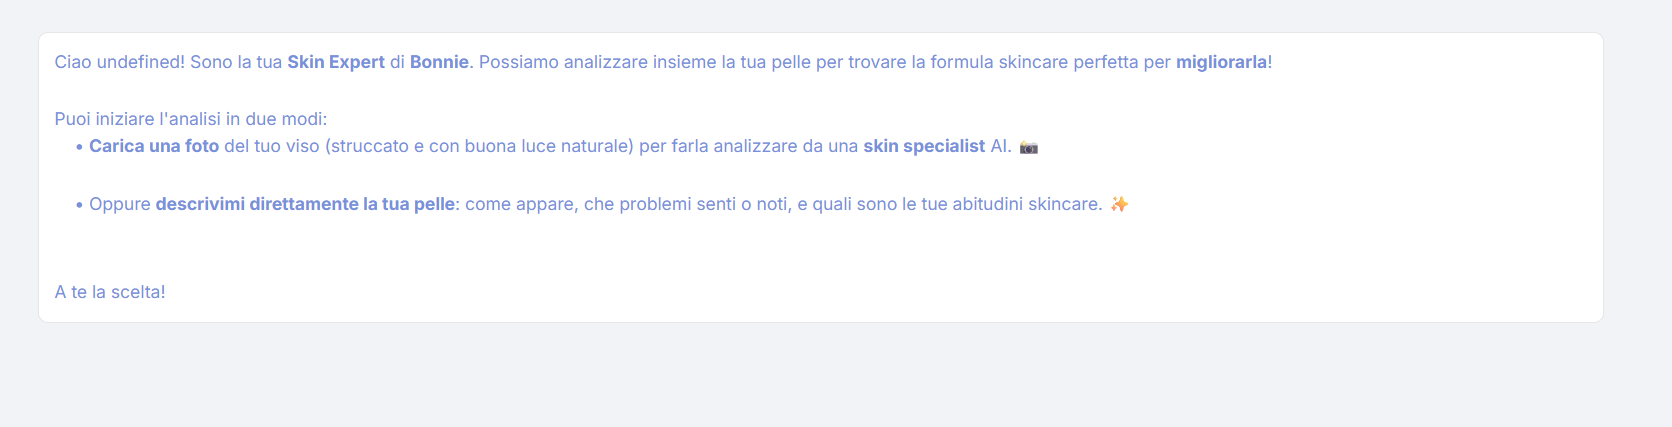 Ciao undefined! Sono la tua Skin Expert di Bonnie. Possiamo analizzare insieme la tua pelle per trovare la formula skincare perfetta per migliorarla!
Puoi iniziare l'analisi in due modi:
• Carica una foto del tuo viso (struccato e con buona luce naturale) per farla analizzare da una skin specialist AI. 📷
• Oppure descrivimi direttamente la tua pelle: come appare, che problemi senti o noti, e quali sono le tue abitudini skincare. ✨
A te la scelta!